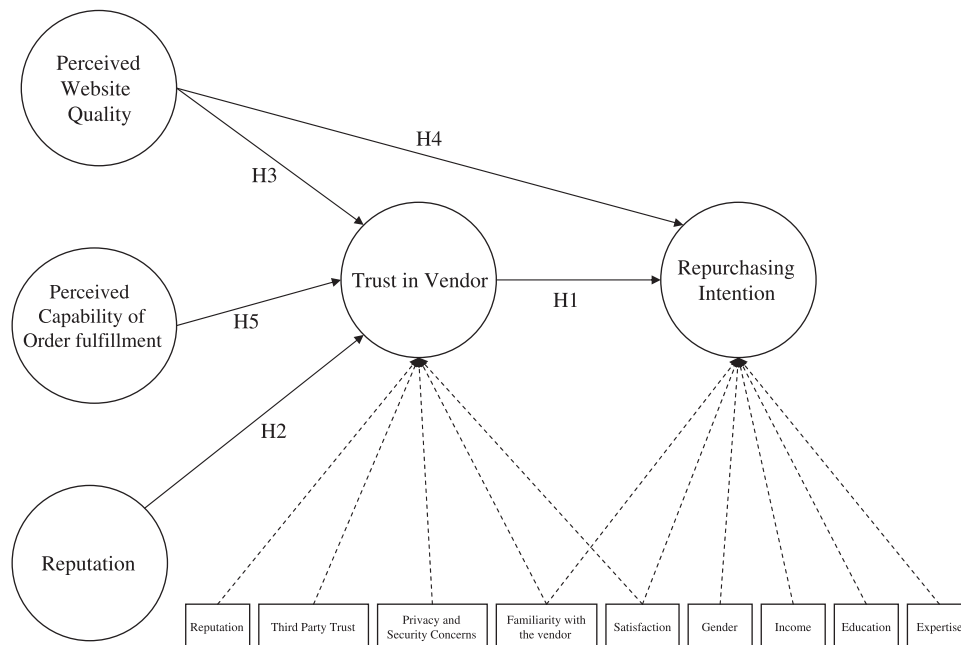 Perceived
Website
Quality
H4
H3
Perceived
Capability of
Order fulfillment
H5
Trust in Vendor
H1
Repurchasing
Intention
H2
Reputation
Reputation
Third Party Trust
Privacy and
Security Concerns
Familiarity with
the vendor
Satisfaction
Gender
Income
Education
Expertise